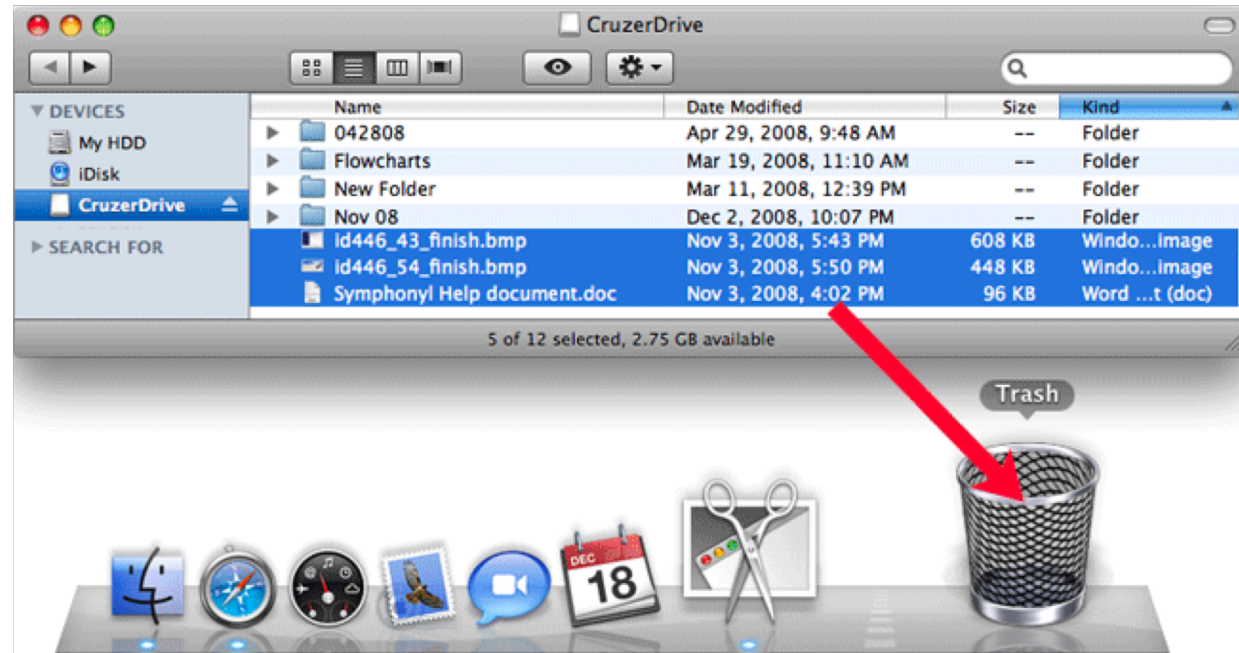 CruzerDrive
DEVICES
My HDD
iDisk
CruzerDrive
SEARCH FOR
Name Date Modified Size Kind
042808 Apr 29, 2008, 9:48 AM -- Folder
Flowcharts Mar 19, 2008, 11:10 AM -- Folder
New Folder Mar 11, 2008, 12:39 PM -- Folder
Nov 08 Dec 2, 2008, 10:07 PM -- Folder
id446_43_finish.bmp Nov 3, 2008, 5:43 PM 608 KB Windo...image
id446_54_finish.bmp Nov 3, 2008, 5:50 PM 448 KB Windo...image
Symphonyl Help document.doc Nov 3, 2008, 4:02 PM 96 KB Word ...t (doc)
5 of 12 selected, 2.75 GB available
Trash
DEC
18